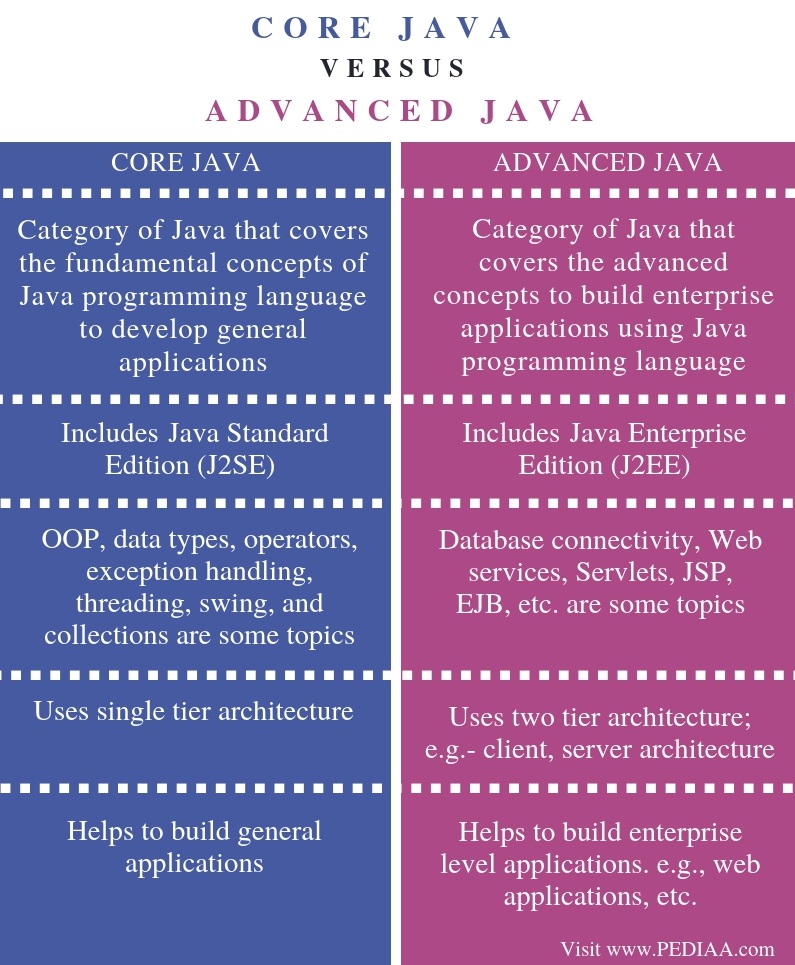 CORE JAVA
VERSUS
ADVANCED JAVA
CORE JAVA
Category of Java that covers
the fundamental concepts of
Java programming language
to develop general
applications
Includes Java Standard
Edition (J2SE)
OOP, data types, operators,
exception handling,
threading, swing, and
collections are some topics
Uses single tier architecture
Helps to build general
applications
ADVANCED JAVA
Category of Java that
covers the advanced
concepts to build enterprise
applications using Java
programming language
Includes Java Enterprise
Edition (J2EE)
Database connectivity, Web
services, Servlets, JSP,
EJB, etc. are some topics
Uses two tier architecture;
e.g.- client, server architecture
Helps to build enterprise
level applications. e.g., web
applications, etc.
Visit www.PEDIAA.com